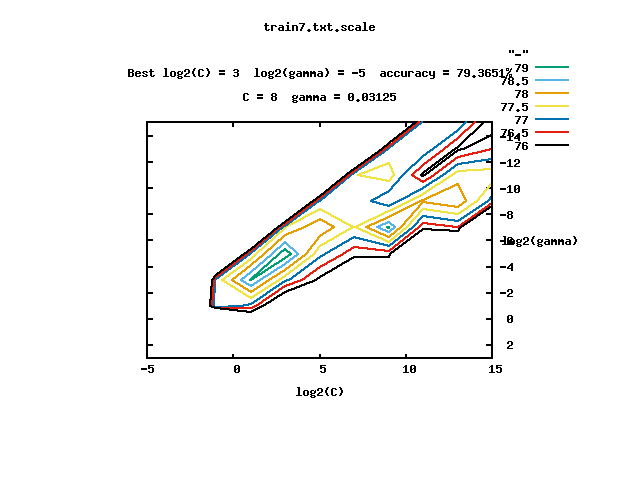 train7.txt.scale
"-"
Best log2(C) = 3  log2(gamma) = -5  accuracy = 79.3651%
79
78.5
C = 8  gamma = 0.03125
78
77.5
77
76.5
76
-14
-12
-10
-8
-6
log2(gamma)
-4
-2
0
2
-5 0 5 10 15
log2(C)